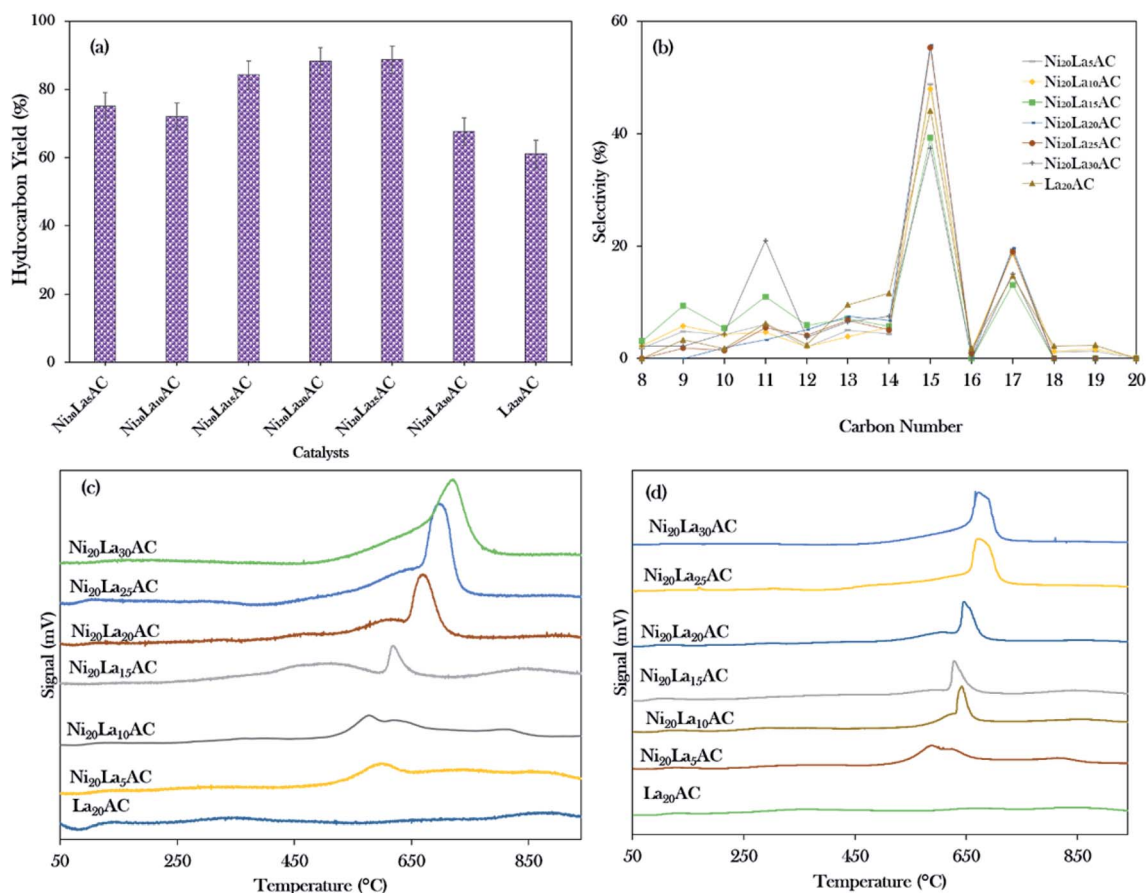 (a)
Hydrocarbon Yield (%)
100
80
60
40
20
0
Ni₂₀La₅AC
Ni₂₀La₁₀AC
Ni₂₀La₁₅AC
Ni₂₀La₂₀AC
Ni₂₀La₂₅AC
Ni₂₀La₃₀AC
La₂₀AC
Catalysts
(b)
Selectivity (%)
60
40
20
0
Ni₂₀La₅AC
Ni₂₀La₁₀AC
Ni₂₀La₁₅AC
Ni₂₀La₂₀AC
Ni₂₀La₂₅AC
Ni₂₀La₃₀AC
La₂₀AC
8 9 10 11 12 13 14 15 16 17 18 19 20
Carbon Number
(c)
Signal (mV)
Ni₂₀La₃₀AC
Ni₂₀La₂₅AC
Ni₂₀La₂₀AC
Ni₂₀La₁₅AC
Ni₂₀La₁₀AC
Ni₂₀La₅AC
La₂₀AC
50 250 450 650 850
Temperature (°C)
(d)
Signal (mV)
Ni₂₀La₃₀AC
Ni₂₀La₂₅AC
Ni₂₀La₂₀AC
Ni₂₀La₁₅AC
Ni₂₀La₁₀AC
Ni₂₀La₅AC
La₂₀AC
50 250 450 650 850
Temperature (°C)